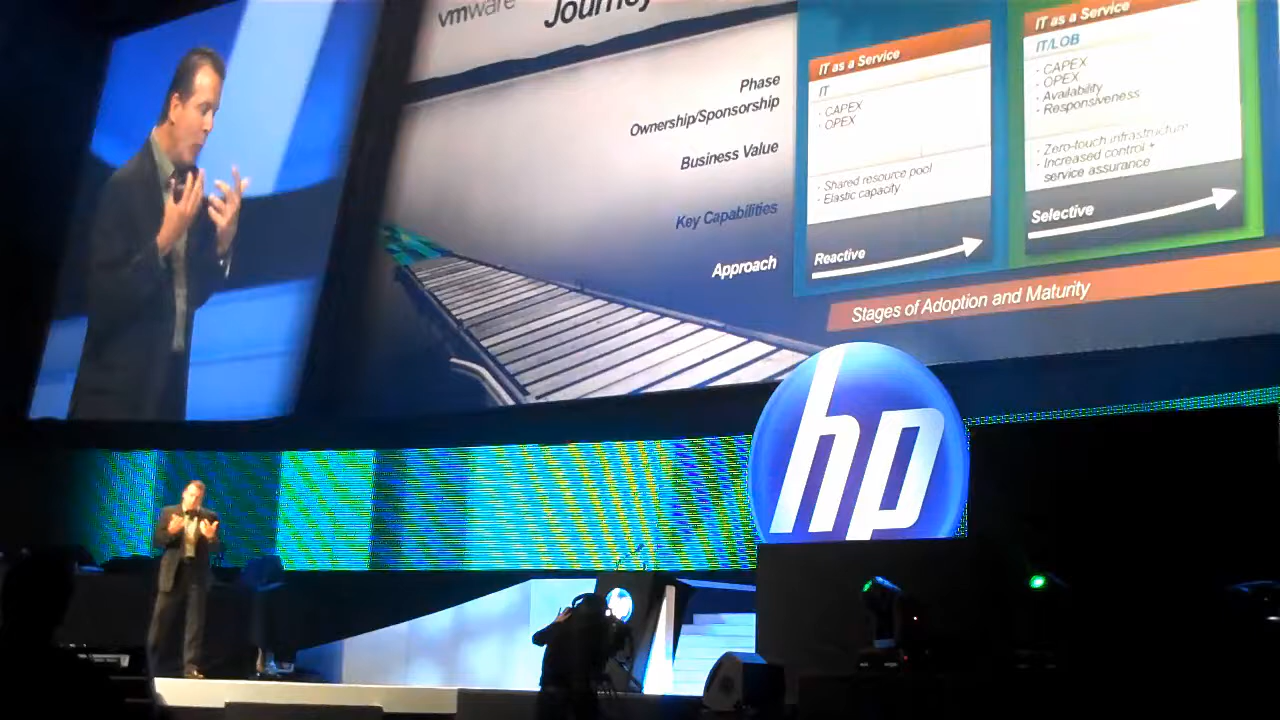 vmware
Journey
Phase
Ownership/Sponsorship
Business Value
Key Capabilities
Approach
IT as a Service
IT
- CAPEX
- OPEX
- Shared resource pool
- Elastic capacity
Reactive
IT as a Service
IT/LOB
- CAPEX
- OPEX
- Availability
- Responsiveness
- Zero-touch infrastructure
- Increased control +
service assurance
Selective
Stages of Adoption and Maturity
hp